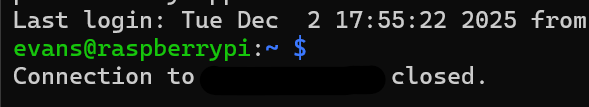 Last login: Tue Dec  2 17:55:22 2025 from
evans@raspberrypi:~ $
Connection to closed.